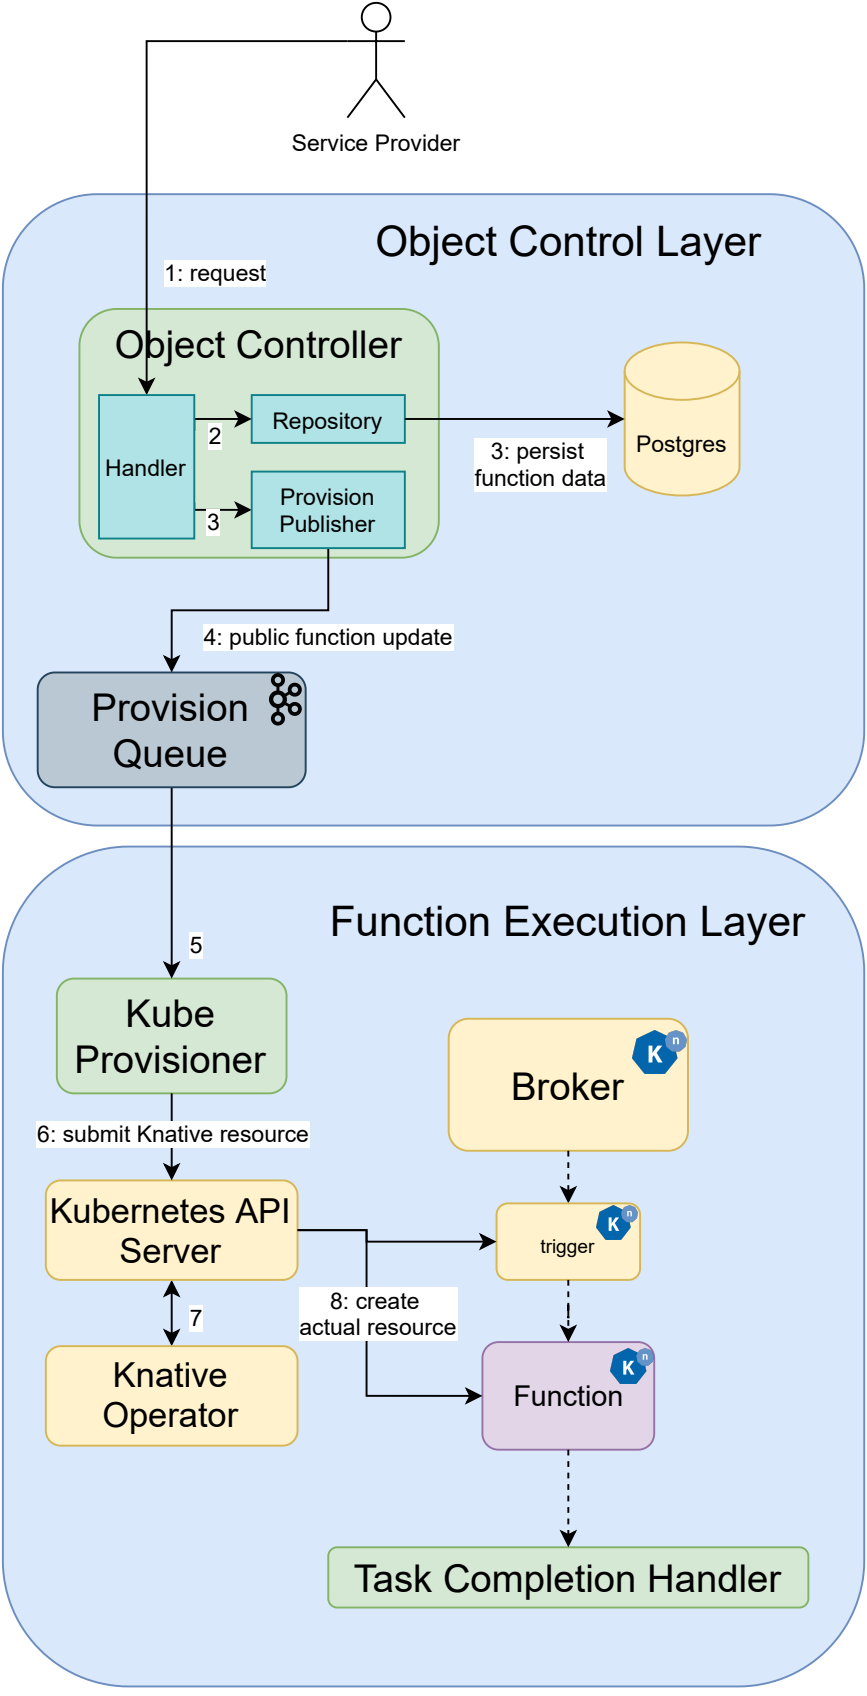 Service Provider
Object Control Layer
1: request
Object Controller
Handler
2
Repository
3: persist
function data
Postgres
3
Provision
Publisher
4: public function update
Provision
Queue
Function Execution Layer
5
Kube
Provisioner
Broker
K
n
6: submit Knative resource
Kubernetes API
Server
trigger
K
n
7
8: create
actual resource
Knative
Operator
Function
K
n
Task Completion Handler